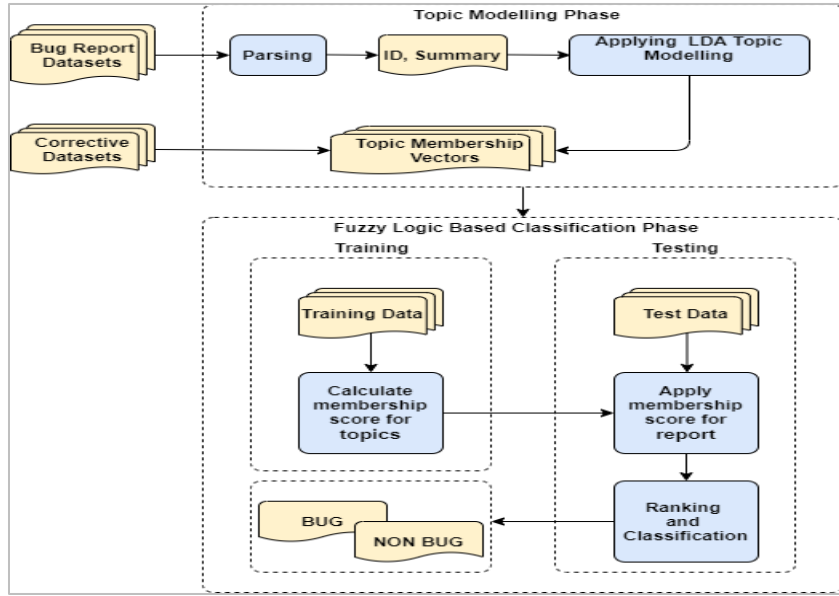 Topic Modelling Phase
Bug Report
Datasets
Parsing
ID, Summary
Applying LDA Topic
Modelling
Corrective
Datasets
Topic Membership
Vectors
Fuzzy Logic Based Classification Phase
Training
Testing
Training Data
Test Data
Calculate
membership
score for
topics
Apply
membership
score for
report
BUG
NON BUG
Ranking
and
Classification